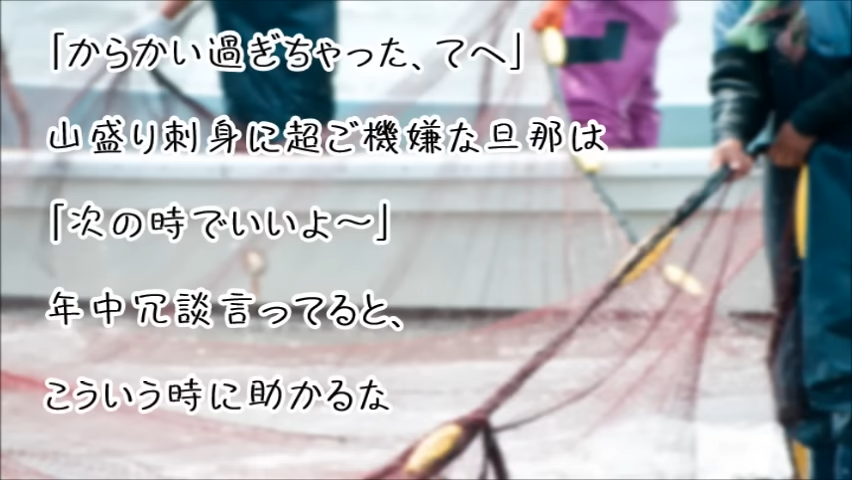 「からかい過ぎちゃった、てへ」
山盛り刺身に超ご機嫌な旦那は
「次の時でいいよ～」
年中冗談言ってると、
こういう時に助かるな